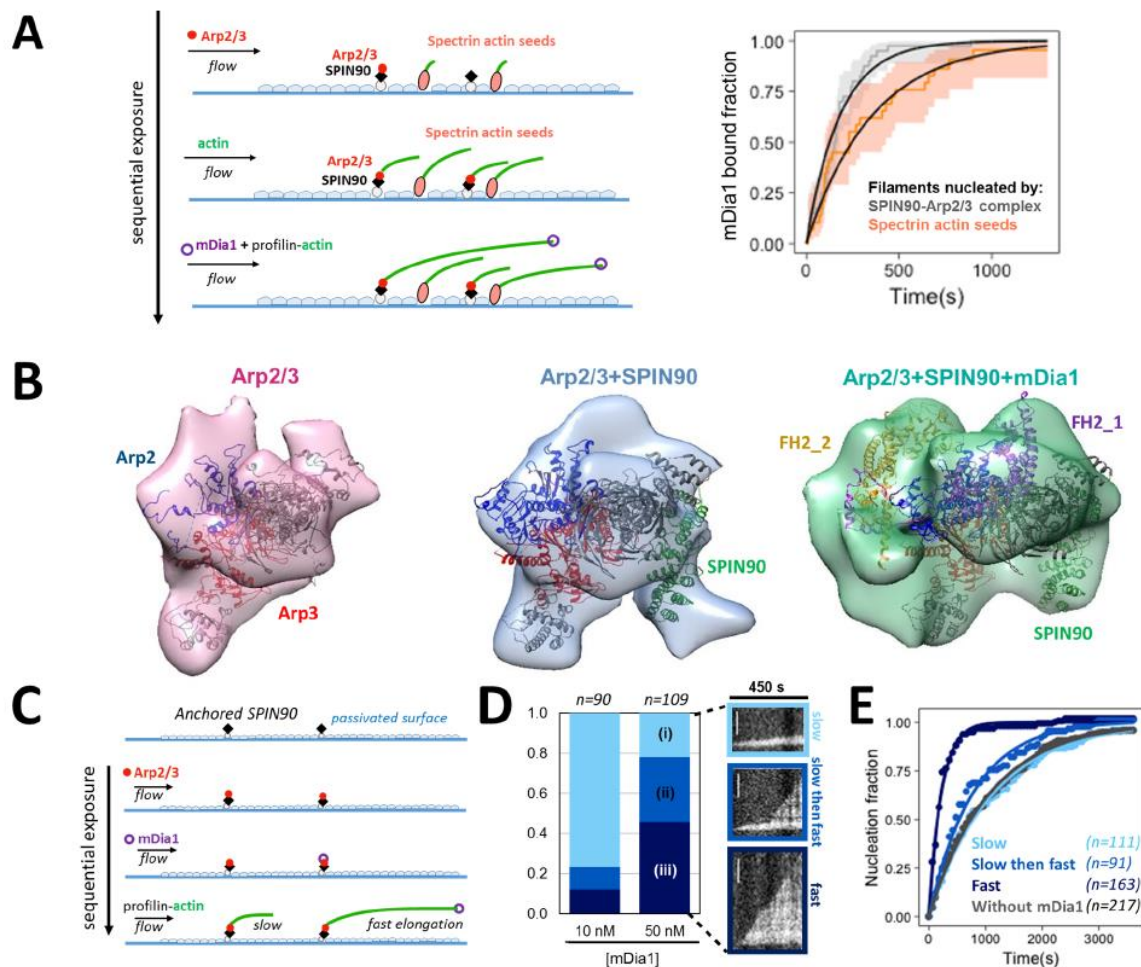 A
sequential exposure
Arp2/3
flow
Arp2/3
SPIN90
Spectrin actin seeds
actin
flow
Arp2/3
SPIN90
Spectrin actin seeds
mDia1 + profilin-actin
flow
mDia1 bound fraction
1.00
0.75
0.50
0.25
0.00
Filaments nucleated by:
SPIN90-Arp2/3 complex
Spectrin actin seeds
0 500 1000
Time(s)
B
Arp2/3
Arp2
Arp3
Arp2/3+SPIN90
SPIN90
Arp2/3+SPIN90+mDia1
FH2_2
FH2_1
SPIN90
C
Anchored SPIN90 passivated surface
sequential exposure
Arp2/3
flow
mDia1
flow
profilin-actin
flow
slow
fast elongation
D
n=90 n=109
1.0
0.8
0.6
0.4
0.2
0.0
(i)
(ii)
(iii)
10 nM 50 nM
[mDia1]
450 s
slow
slow then fast
fast
E
Nucleation fraction
1.00
0.75
0.50
0.25
0.00
Slow (n=111)
Slow then fast (n=91)
Fast (n=163)
Without mDia1 (n=217)
0 1000 2000 3000
Time(s)